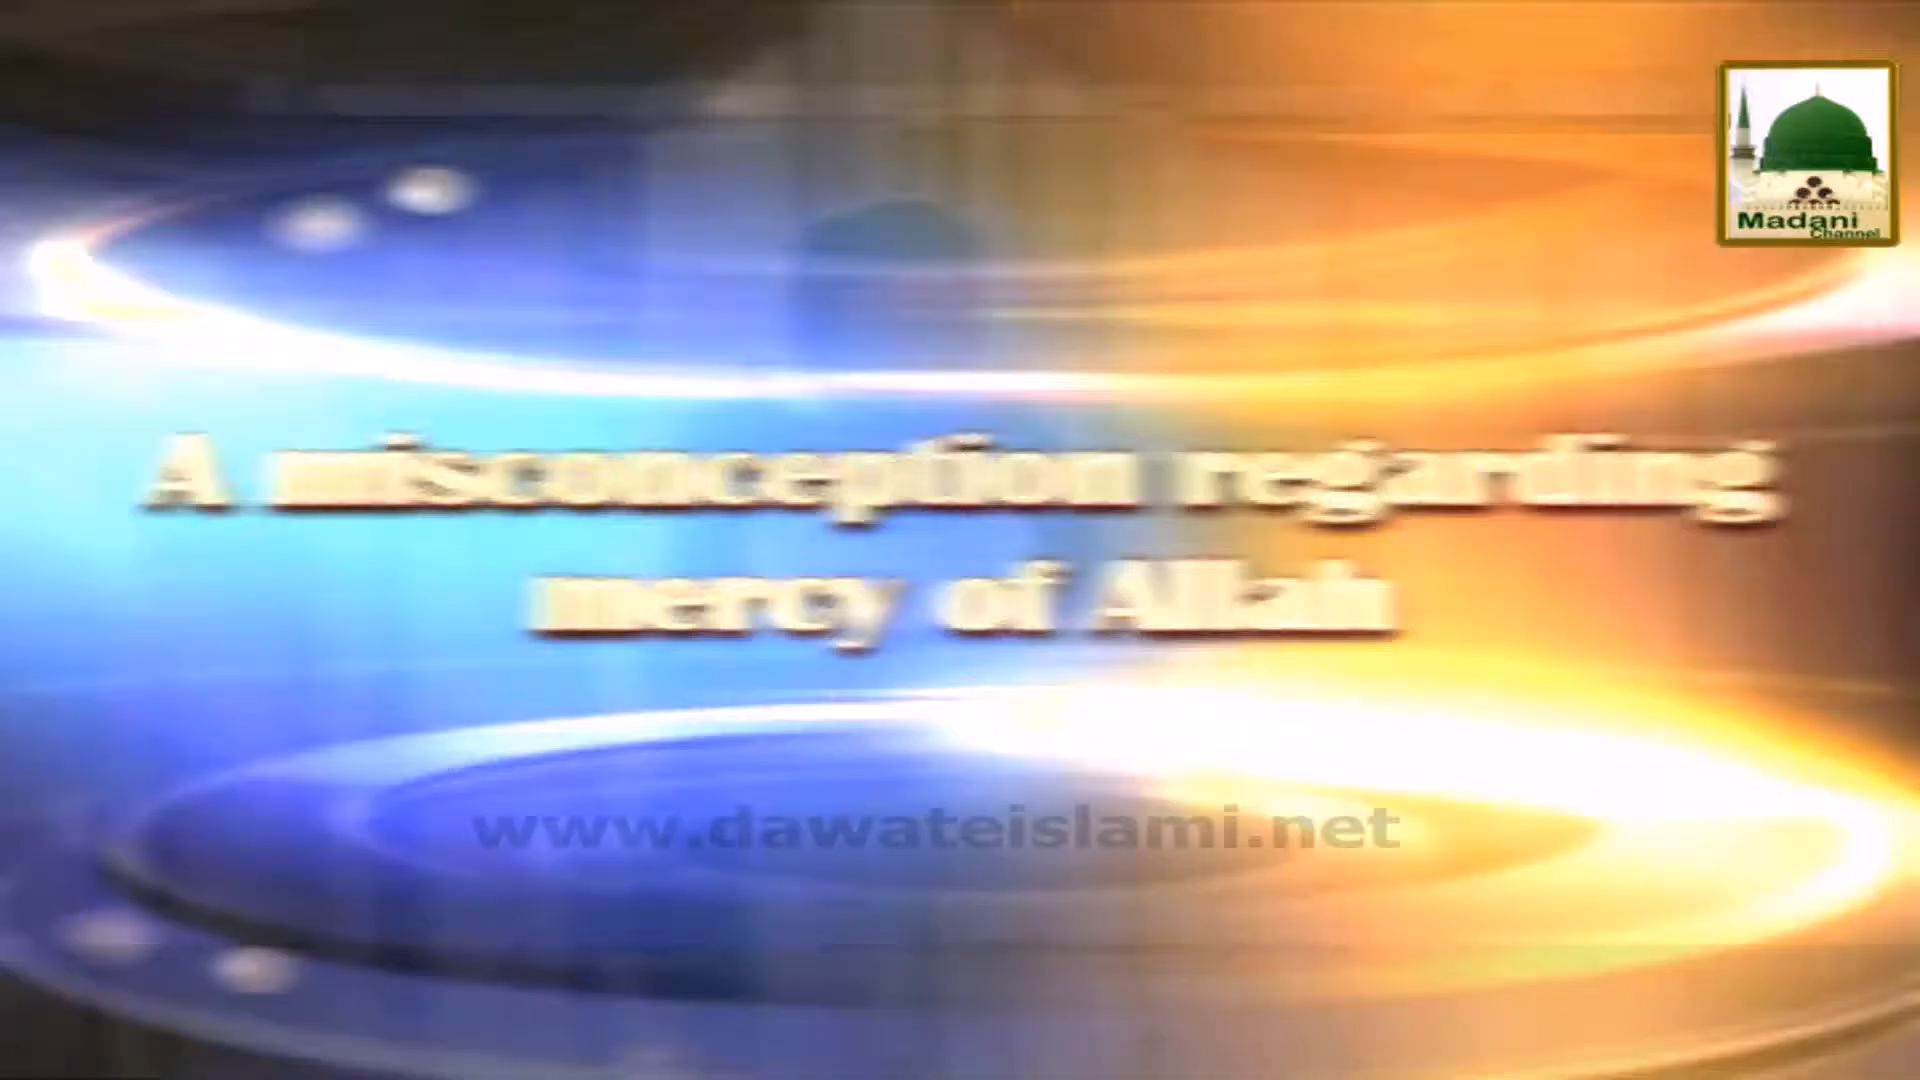 Madani
Channel
A misconception regarding
mercy of Allah
www.dawateislami.net